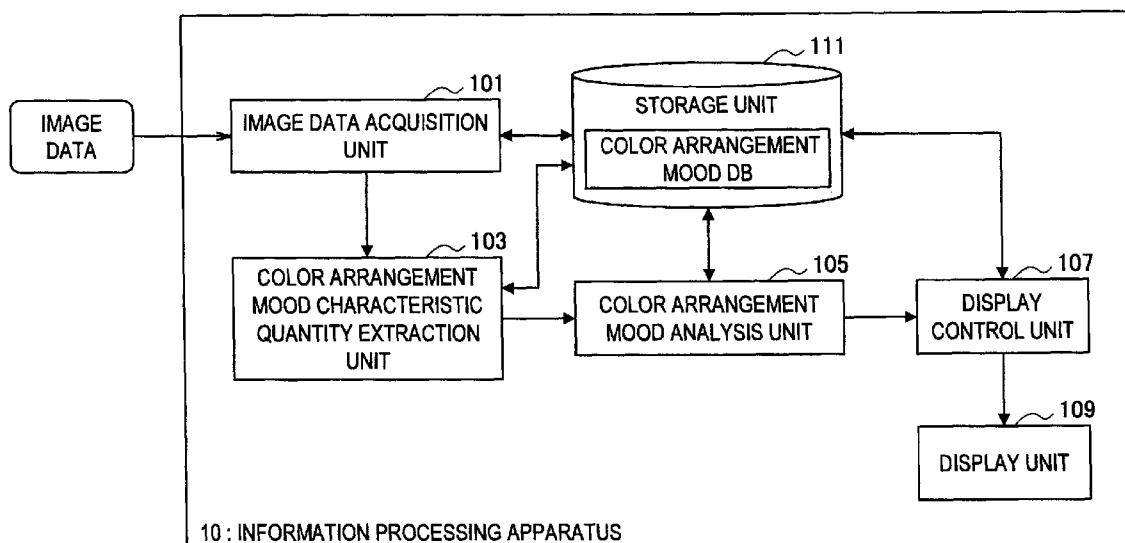 111
101
STORAGE UNIT
IMAGE
DATA
IMAGE DATA ACQUISITION
UNIT
COLOR ARRANGEMENT
MOOD DB
103
COLOR ARRANGEMENT
MOOD CHARACTERISTIC
QUANTITY EXTRACTION
UNIT
105
COLOR ARRANGEMENT
MOOD ANALYSIS UNIT
107
DISPLAY
CONTROL UNIT
109
DISPLAY UNIT
10 : INFORMATION PROCESSING APPARATUS